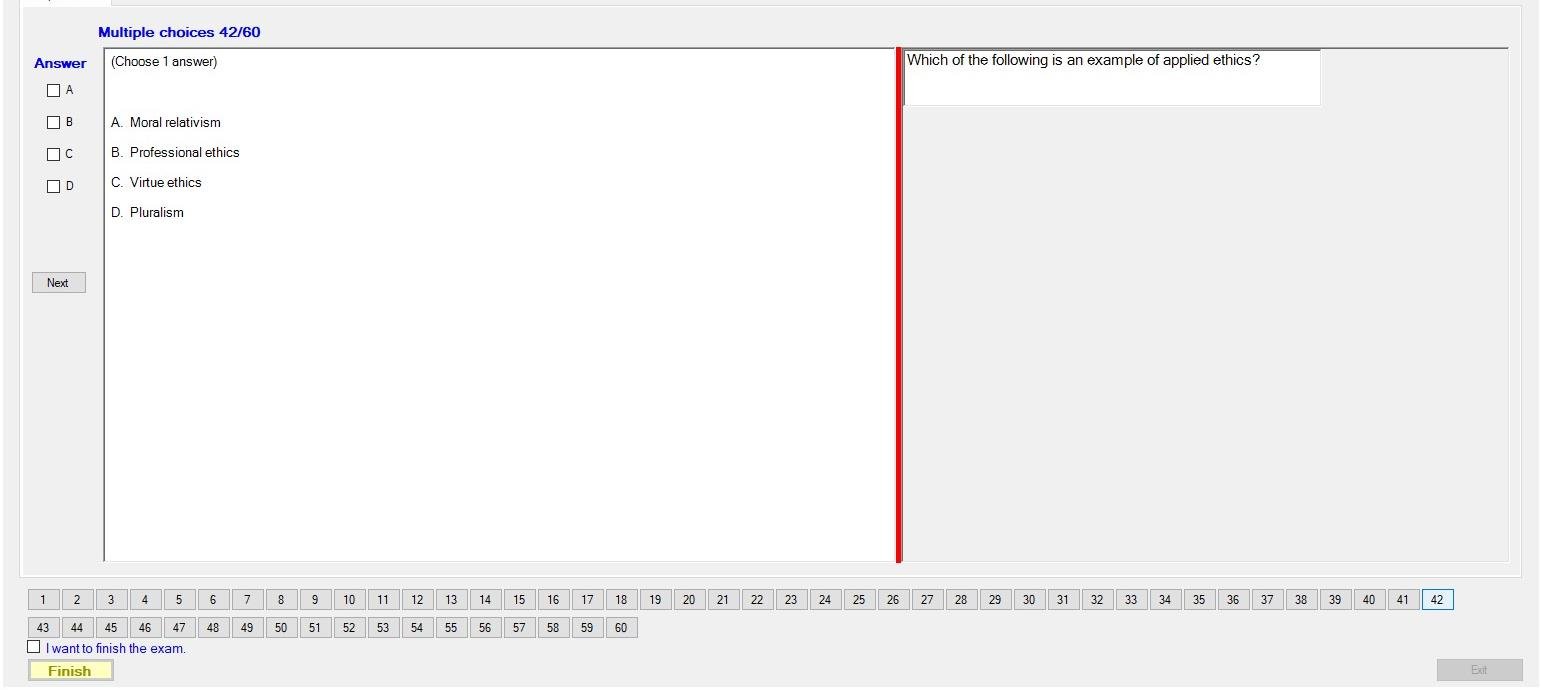 Multiple choices 42/60
Answer
(Choose 1 answer)
Which of the following is an example of applied ethics?
A
B
A. Moral relativism
C
B. Professional ethics
D
C. Virtue ethics
D. Pluralism
Next
1 2 3 4 5 6 7 8 9 10 11 12 13 14 15 16 17 18 19 20 21 22 23 24 25 26 27 28 29 30 31 32 33 34 35 36 37 38 39 40 41 42
43 44 45 46 47 48 49 50 51 52 53 54 55 56 57 58 59 60
I want to finish the exam.
Finish
Exit